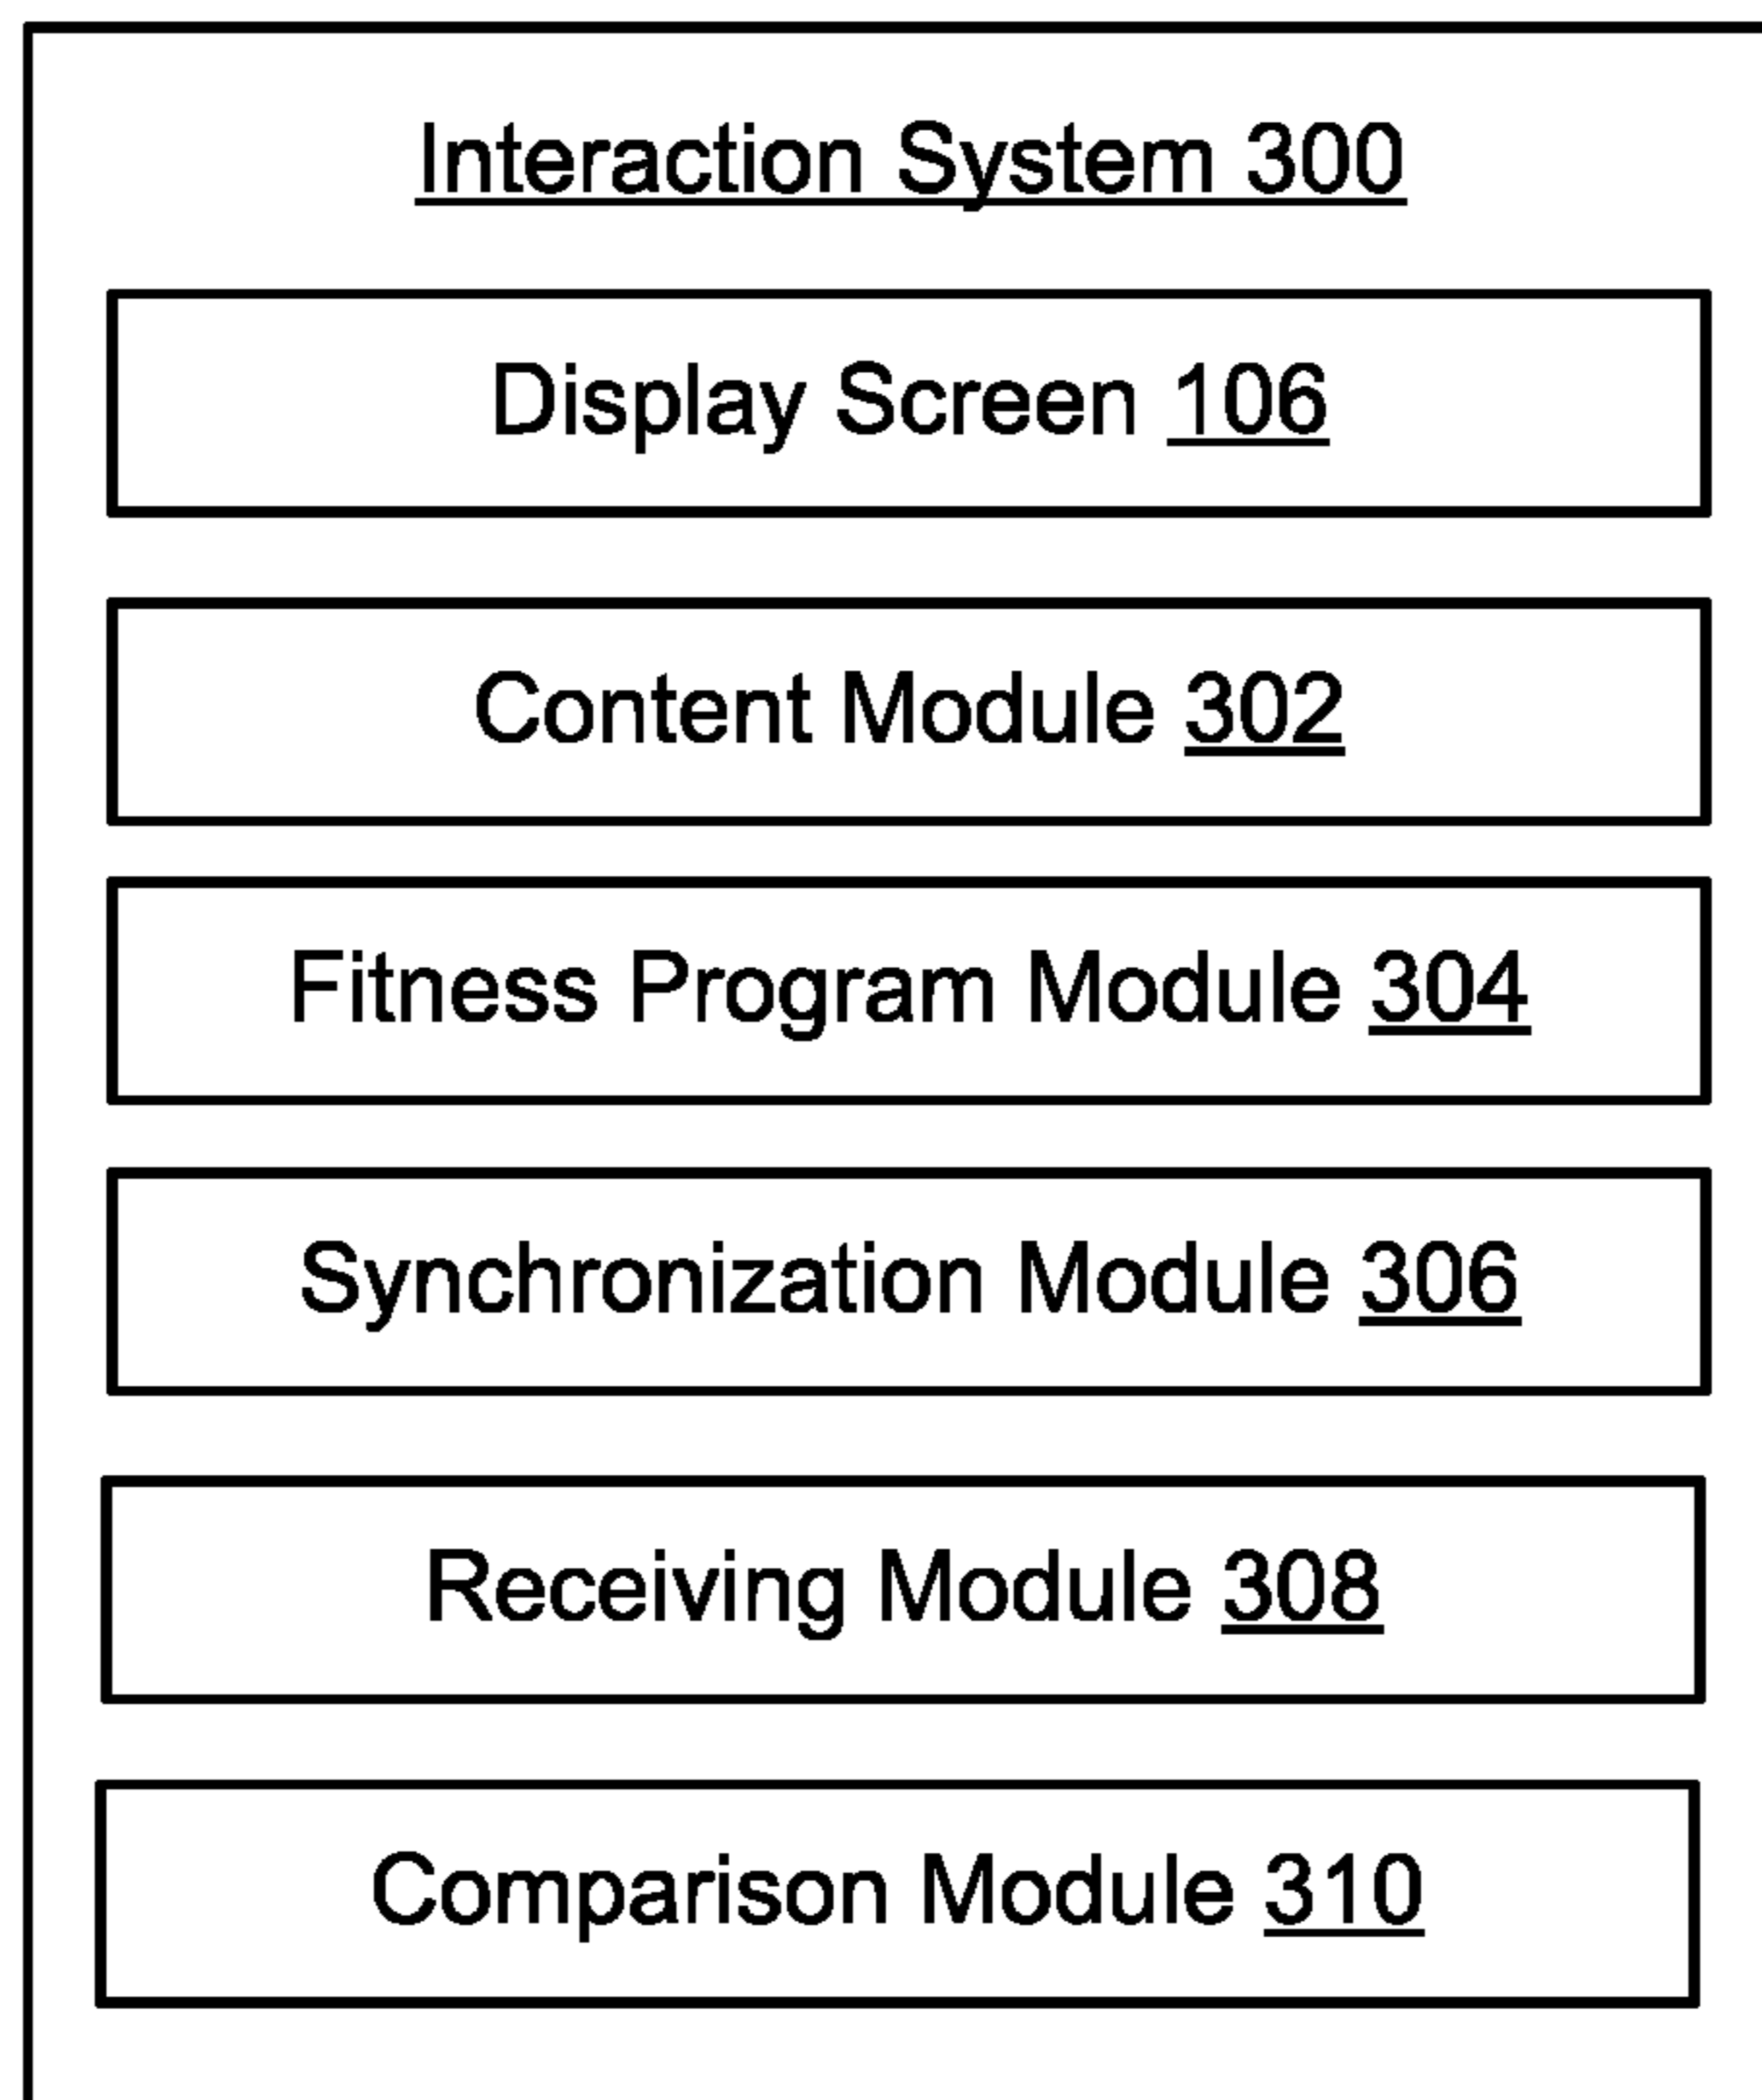 Interaction System 300
Display Screen 106
Content Module 302
Fitness Program Module 304
Synchronization Module 306
Receiving Module 308
Comparison Module 310